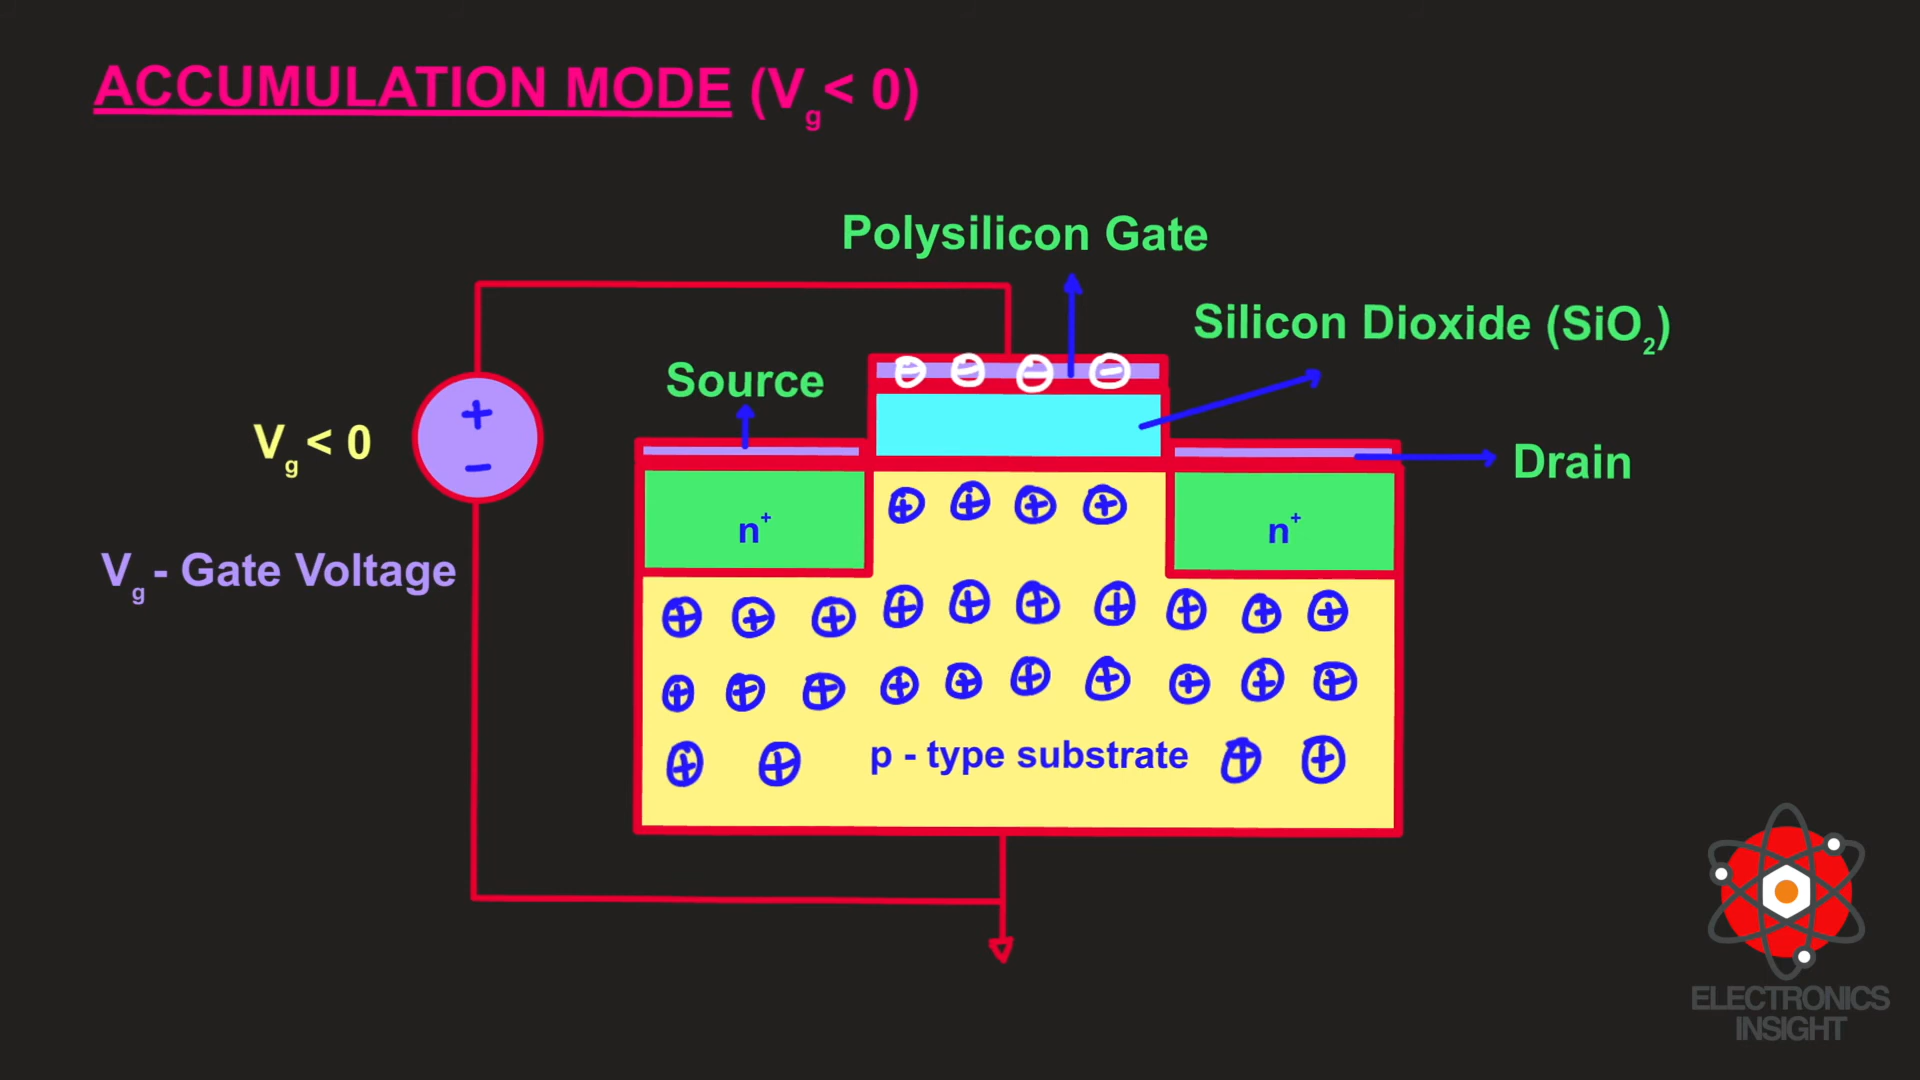 ACCUMULATION MODE (Vg< 0)
Polysilicon Gate
Silicon Dioxide (SiO2)
Source
Vg < 0
+
−
Drain
n+
n+
Vg - Gate Voltage
p - type substrate
ELECTRONICS
INSIGHT